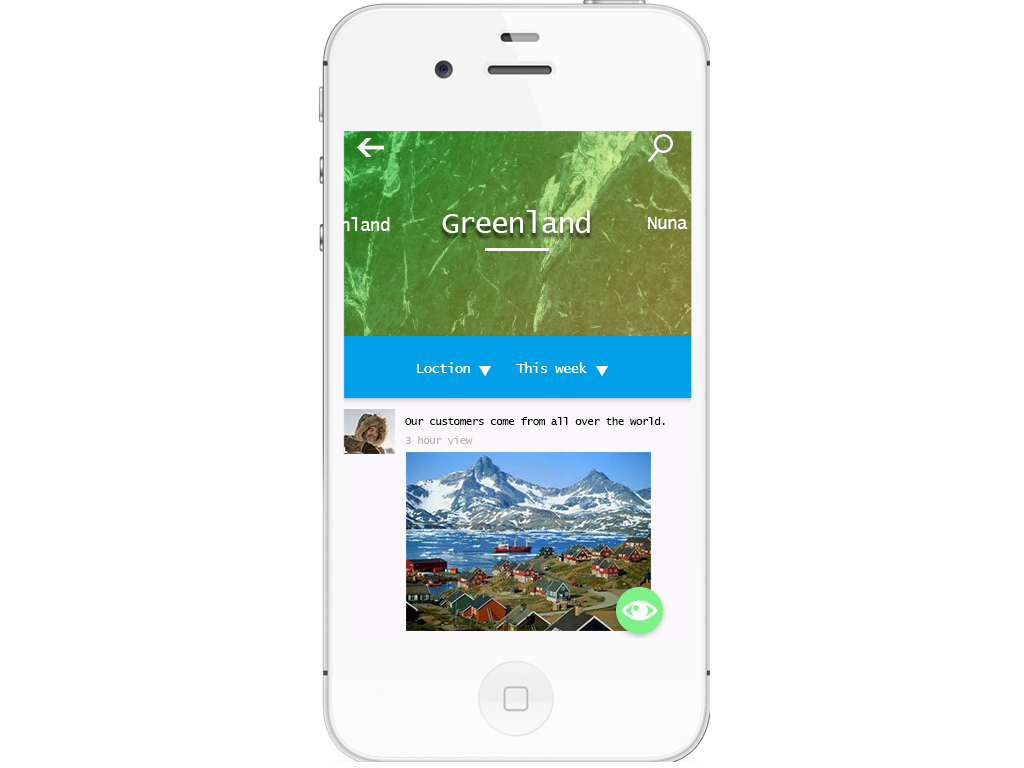 nland Greenland Nuna
Loction This week
Our customers come from all over the world.
3 hour view